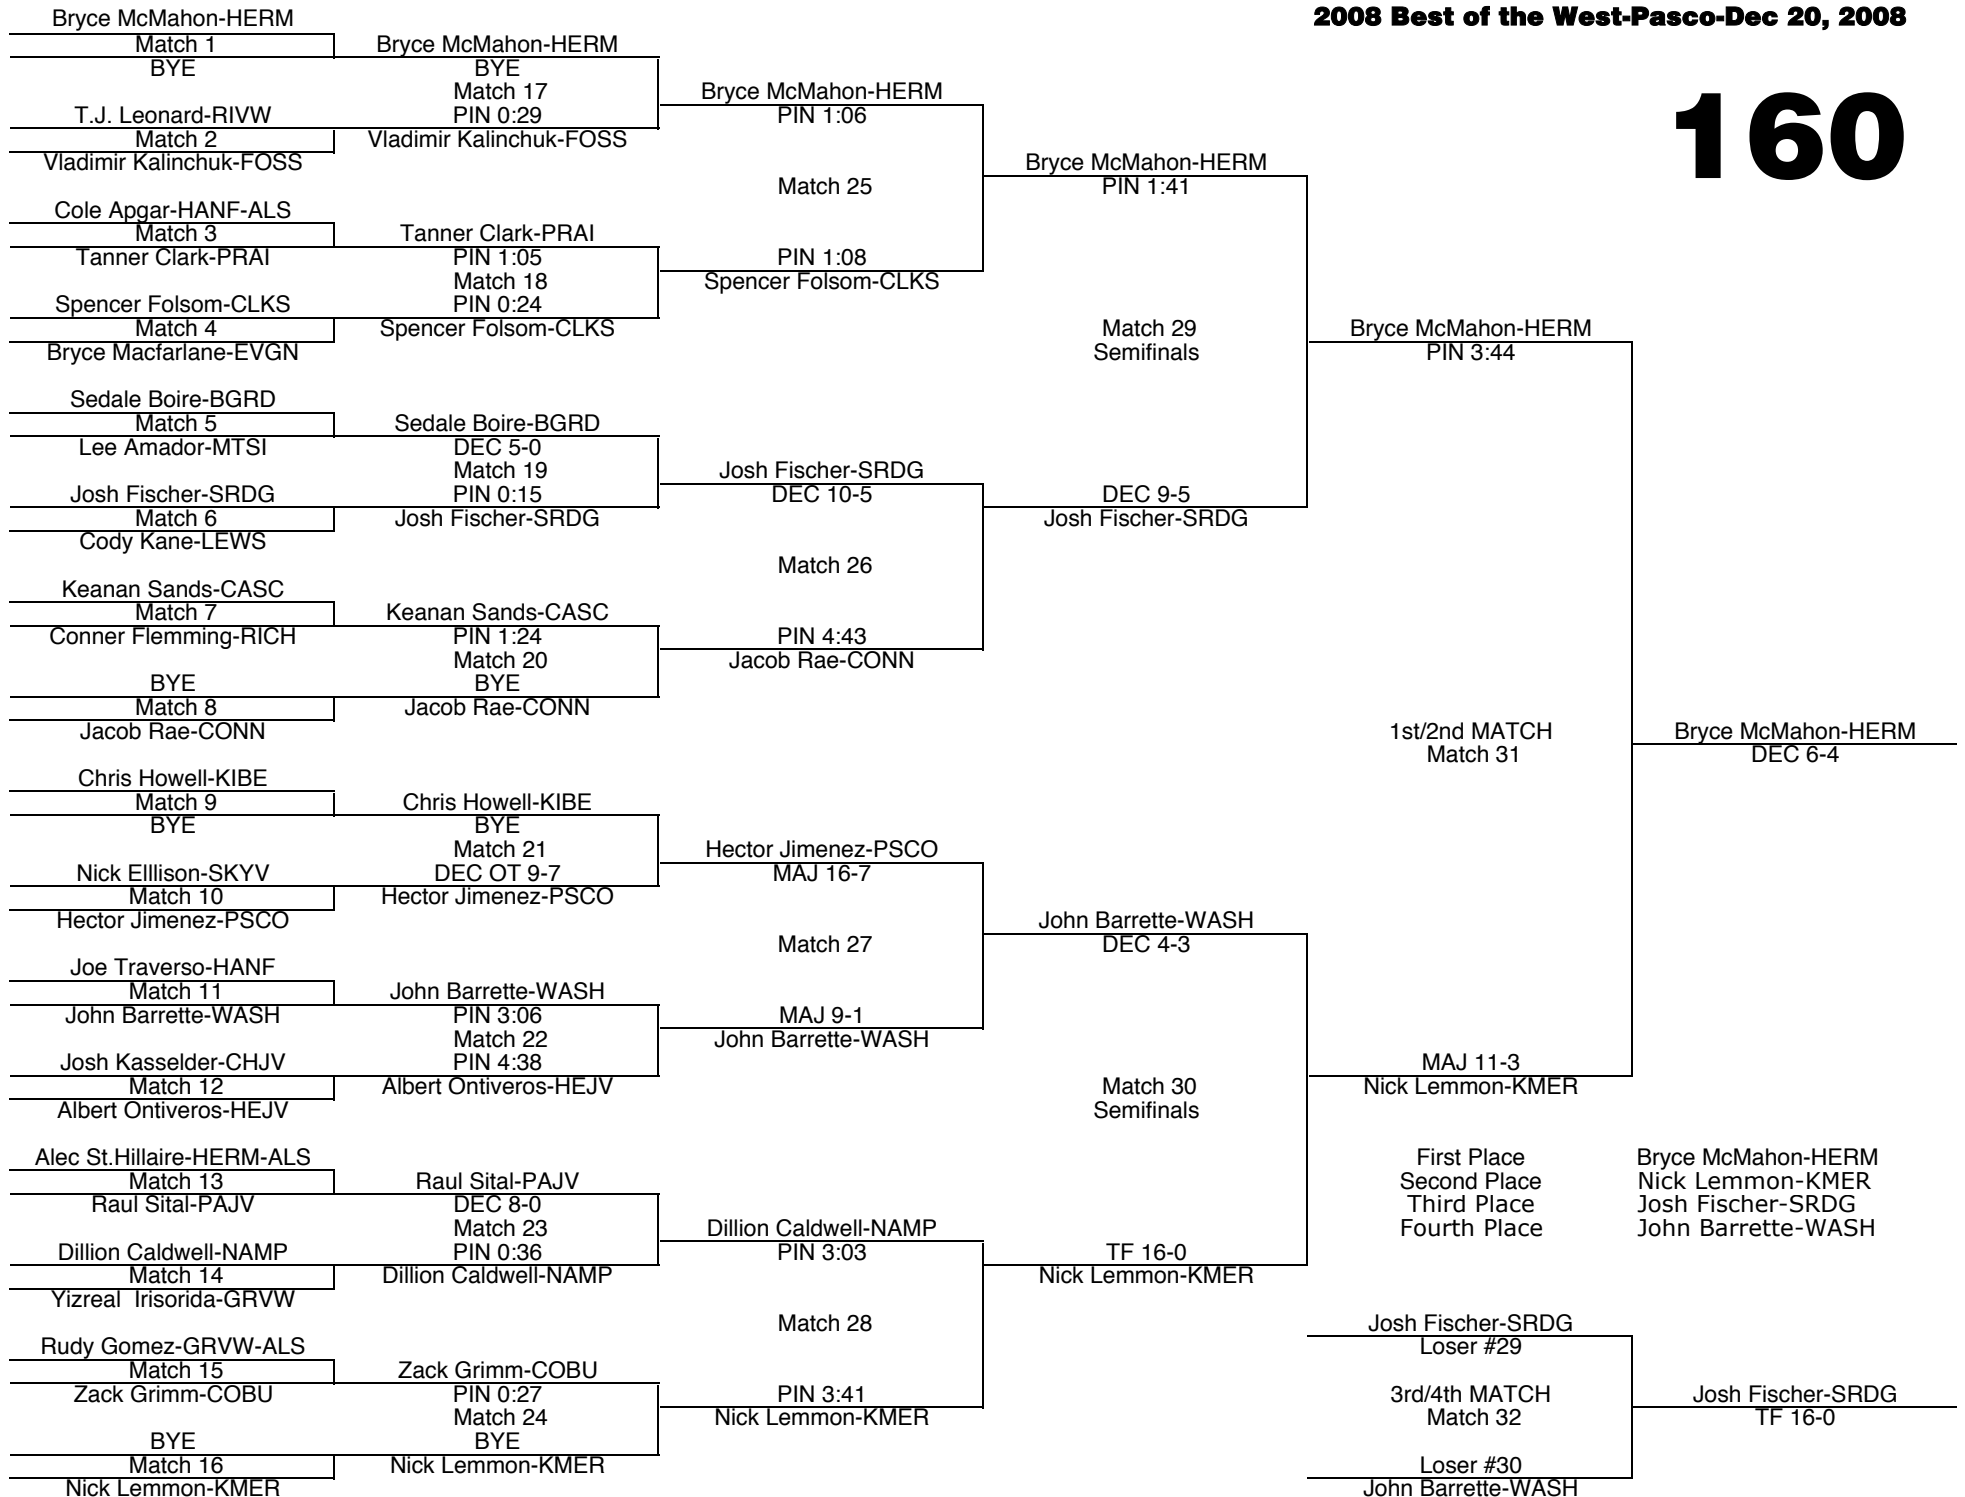 2008 Best of the West-Pasco-Dec 20, 2008
160
Bryce McMahon-HERM
Match 1
BYE
T.J. Leonard-RIVW
Match 2
Vladimir Kalinchuk-FOSS
Cole Apgar-HANF-ALS
Match 3
Tanner Clark-PRAI
Spencer Folsom-CLKS
Match 4
Bryce Macfarlane-EVGN
Sedale Boire-BGRD
Match 5
Lee Amador-MTSI
Josh Fischer-SRDG
Match 6
Cody Kane-LEWS
Keanan Sands-CASC
Match 7
Conner Flemming-RICH
BYE
Match 8
Jacob Rae-CONN
Chris Howell-KIBE
Match 9
BYE
Nick Elllison-SKYV
Match 10
Hector Jimenez-PSCO
Joe Traverso-HANF
Match 11
John Barrette-WASH
Josh Kasselder-CHJV
Match 12
Albert Ontiveros-HEJV
Alec St.Hillaire-HERM-ALS
Match 13
Raul Sital-PAJV
Dillion Caldwell-NAMP
Match 14
Yizreal  Irisorida-GRVW
Rudy Gomez-GRVW-ALS
Match 15
Zack Grimm-COBU
BYE
Match 16
Nick Lemmon-KMER
Bryce McMahon-HERM
BYE
Match 17
PIN 0:29
Vladimir Kalinchuk-FOSS
Tanner Clark-PRAI
PIN 1:05
Match 18
PIN 0:24
Spencer Folsom-CLKS
Sedale Boire-BGRD
DEC 5-0
Match 19
PIN 0:15
Josh Fischer-SRDG
Keanan Sands-CASC
PIN 1:24
Match 20
BYE
Jacob Rae-CONN
Chris Howell-KIBE
BYE
Match 21
DEC OT 9-7
Hector Jimenez-PSCO
John Barrette-WASH
PIN 3:06
Match 22
PIN 4:38
Albert Ontiveros-HEJV
Raul Sital-PAJV
DEC 8-0
Match 23
PIN 0:36
Dillion Caldwell-NAMP
Zack Grimm-COBU
PIN 0:27
Match 24
BYE
Nick Lemmon-KMER
Bryce McMahon-HERM
PIN 1:06
Match 25
PIN 1:08
Spencer Folsom-CLKS
Josh Fischer-SRDG
DEC 10-5
Match 26
PIN 4:43
Jacob Rae-CONN
Hector Jimenez-PSCO
MAJ 16-7
Match 27
MAJ 9-1
John Barrette-WASH
Dillion Caldwell-NAMP
PIN 3:03
Match 28
PIN 3:41
Nick Lemmon-KMER
Bryce McMahon-HERM
PIN 1:41
Match 29
Semifinals
DEC 9-5
Josh Fischer-SRDG
John Barrette-WASH
DEC 4-3
Match 30
Semifinals
TF 16-0
Nick Lemmon-KMER
Bryce McMahon-HERM
PIN 3:44
1st/2nd MATCH
Match 31
MAJ 11-3
Nick Lemmon-KMER
Bryce McMahon-HERM
DEC 6-4
First Place Bryce McMahon-HERM
Second Place Nick Lemmon-KMER
Third Place Josh Fischer-SRDG
Fourth Place John Barrette-WASH
Josh Fischer-SRDG
Loser #29
3rd/4th MATCH
Match 32
Loser #30
John Barrette-WASH
Josh Fischer-SRDG
TF 16-0